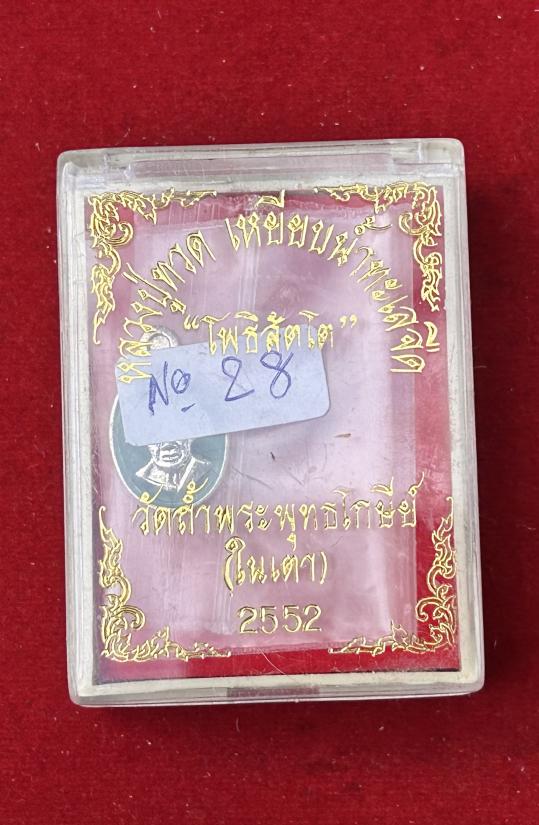 หลวงปู่ทวด เหยียบน้ำทะเลจืด
“โพธิสัตโต”
No 28
วัดถ้ำพระพุทธโกษีย์
(ในเตา)
2552